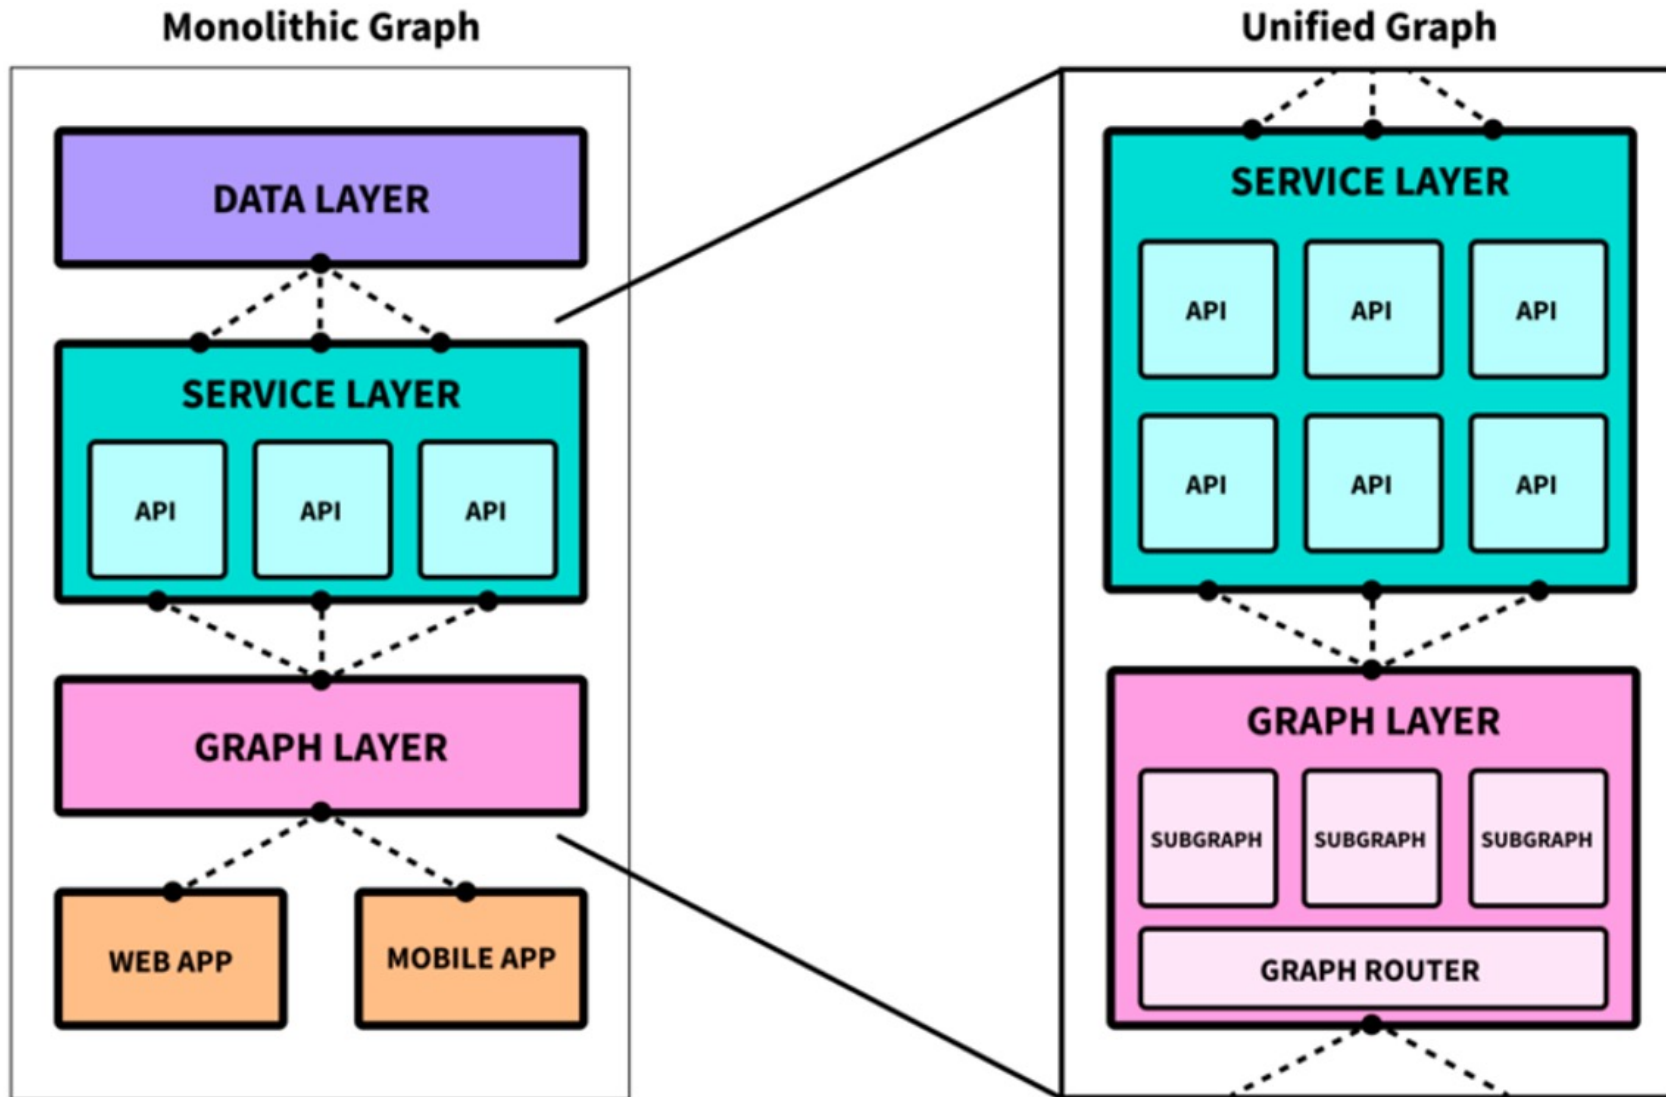 Monolithic Graph
DATA LAYER
SERVICE LAYER
API API API
GRAPH LAYER
WEB APP MOBILE APP
Unified Graph
SERVICE LAYER
API API API
API API API
GRAPH LAYER
SUBGRAPH SUBGRAPH SUBGRAPH
GRAPH ROUTER